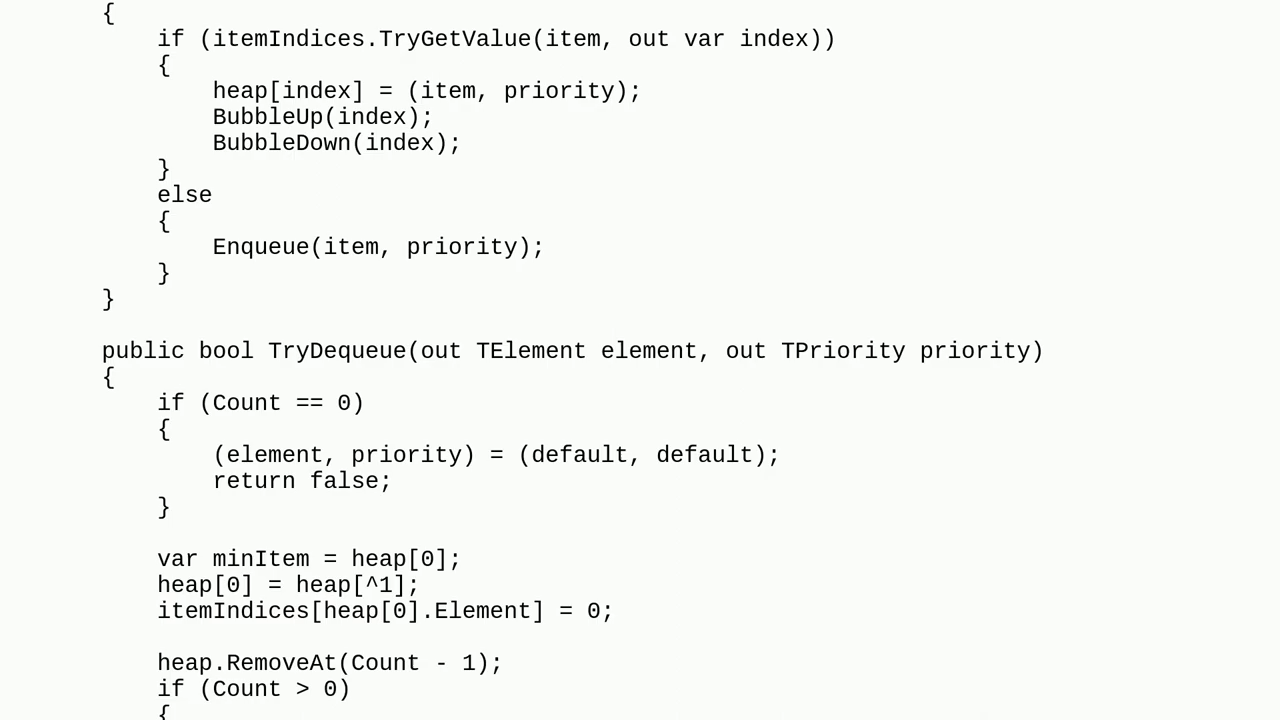 {
    if (itemIndices.TryGetValue(item, out var index))
    {
        heap[index] = (item, priority);
        BubbleUp(index);
        BubbleDown(index);
    }
    else
    {
        Enqueue(item, priority);
    }
}

public bool TryDequeue(out TElement element, out TPriority priority)
{
    if (Count == 0)
    {
        (element, priority) = (default, default);
        return false;
    }

    var minItem = heap[0];
    heap[0] = heap[^1];
    itemIndices[heap[0].Element] = 0;

    heap.RemoveAt(Count - 1);
    if (Count > 0)
    {